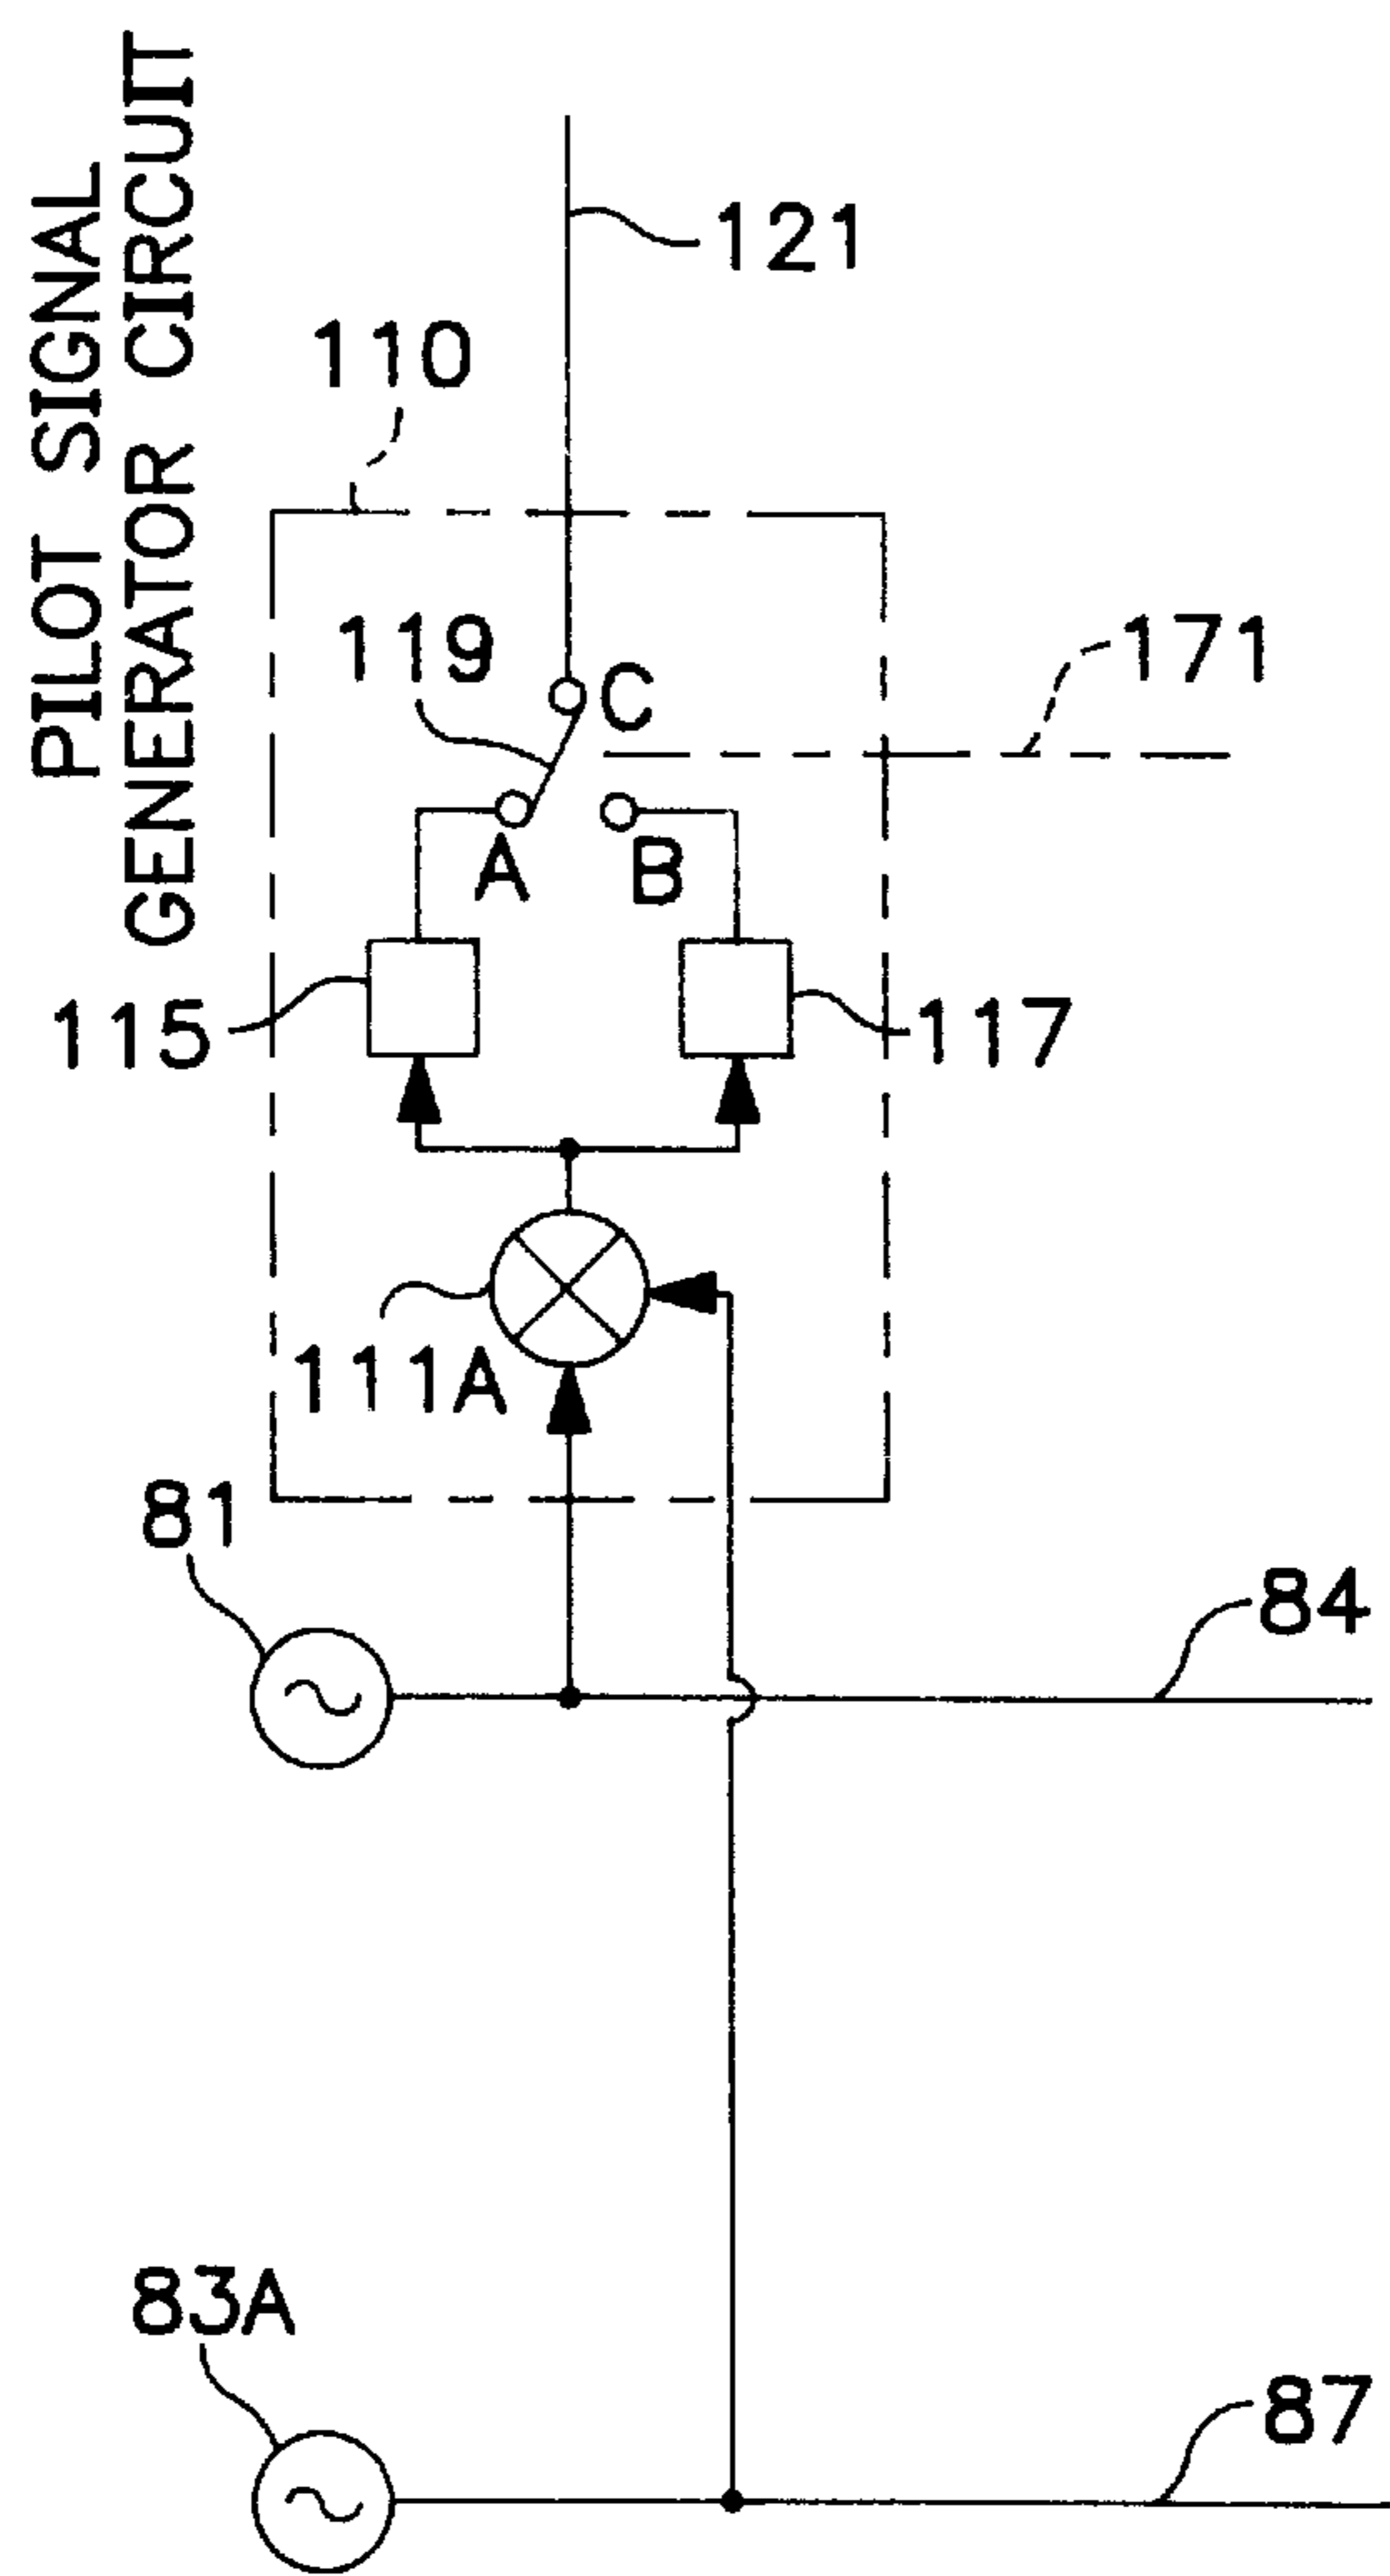 PILOT SIGNAL
GENERATOR CIRCUIT
121
110
119
C
171
A
B
115
117
111A
81
84
83A
87